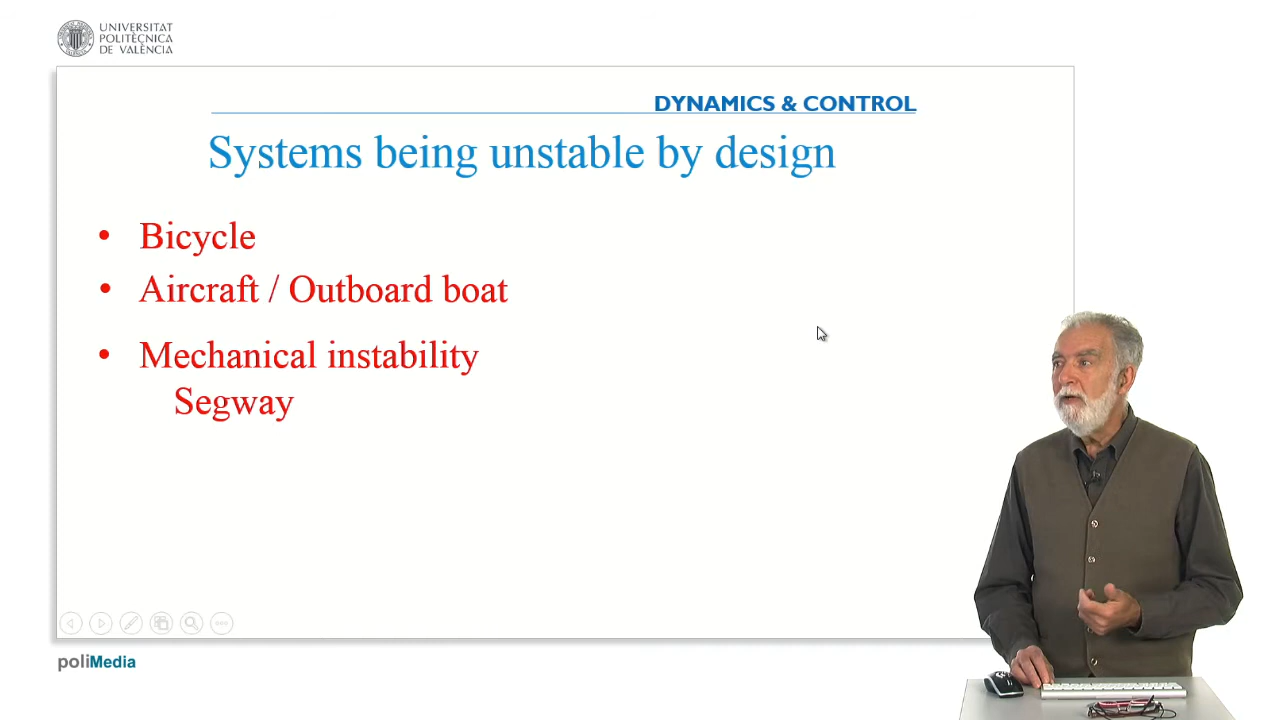 UNIVERSITAT
POLITÈCNICA
DE VALÈNCIA
DYNAMICS & CONTROL
Systems being unstable by design
• Bicycle
• Aircraft / Outboard boat
• Mechanical instability
Segway
poliMedia